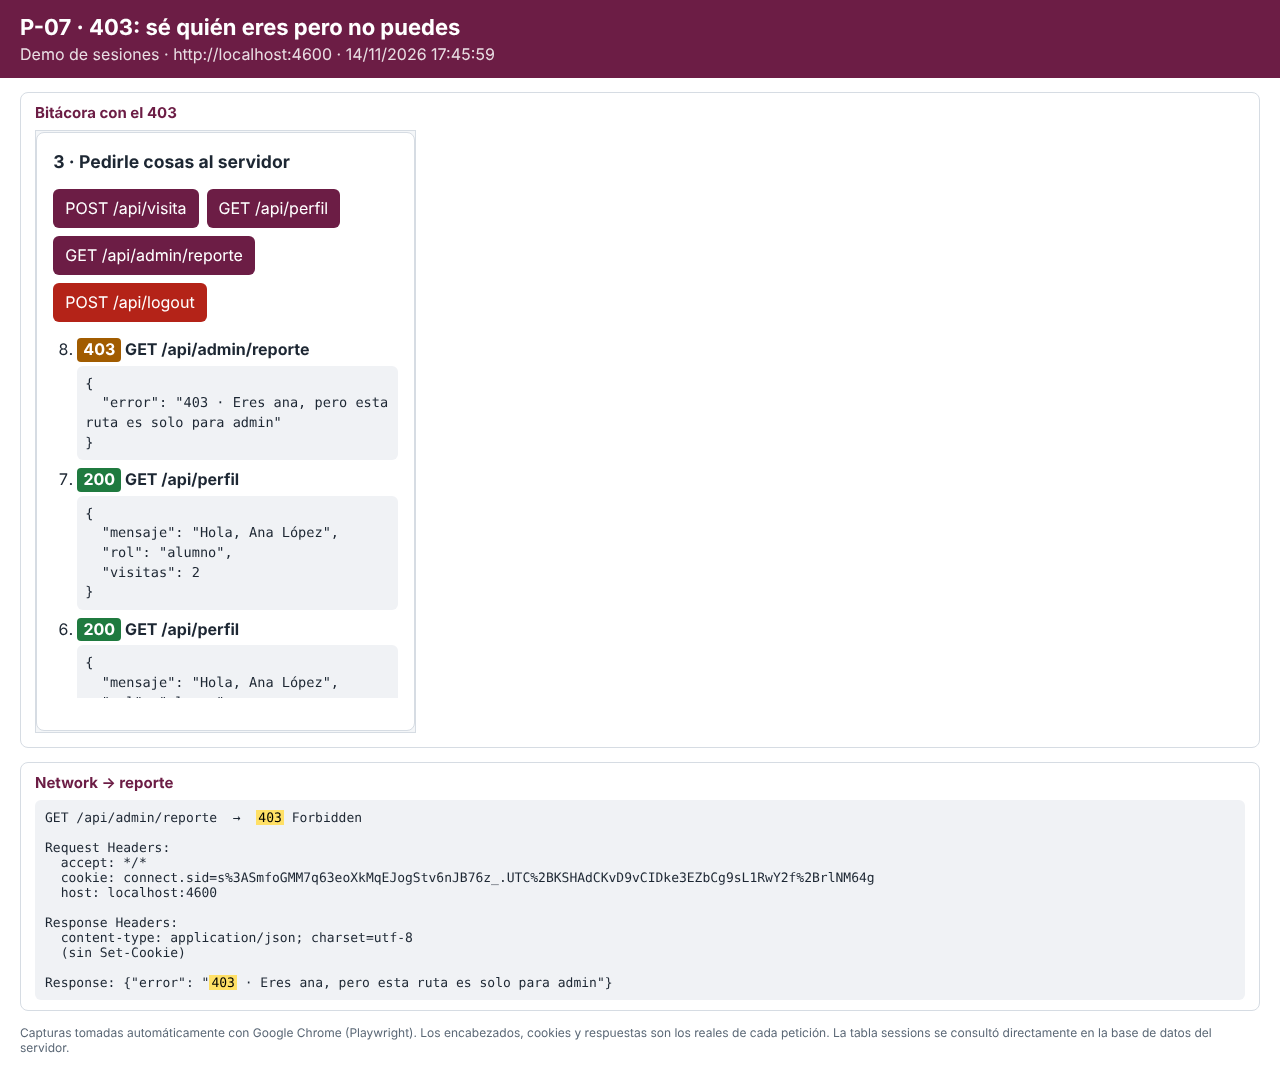 P-07 · 403: sé quién eres pero no puedes
Demo de sesiones · http://localhost:4600 · 14/11/2026 17:45:59
Bitácora con el 403
3 · Pedirle cosas al servidor
POST /api/visita GET /api/perfil
GET /api/admin/reporte
POST /api/logout
8. 403 GET /api/admin/reporte
{
"error": "403 · Eres ana, pero esta
ruta es solo para admin"
}
7. 200 GET /api/perfil
{
"mensaje": "Hola, Ana López",
"rol": "alumno",
"visitas": 2
}
6. 200 GET /api/perfil
{
"mensaje": "Hola, Ana López",
Network → reporte
GET /api/admin/reporte → 403 Forbidden
Request Headers:
accept: */*
cookie: connect.sid=s%3ASmfoGMM7q63eoXkMqEJogStv6nJB76z_.UTC%2BKSHAdCKvD9vCIDke3EZbCg9sL1RwY2f%2BrlNM64g
host: localhost:4600
Response Headers:
content-type: application/json; charset=utf-8
(sin Set-Cookie)
Response: {"error": "403 · Eres ana, pero esta ruta es solo para admin"}
Capturas tomadas automáticamente con Google Chrome (Playwright). Los encabezados, cookies y respuestas son los reales de cada petición. La tabla sessions se consultó directamente en la base de datos del
servidor.